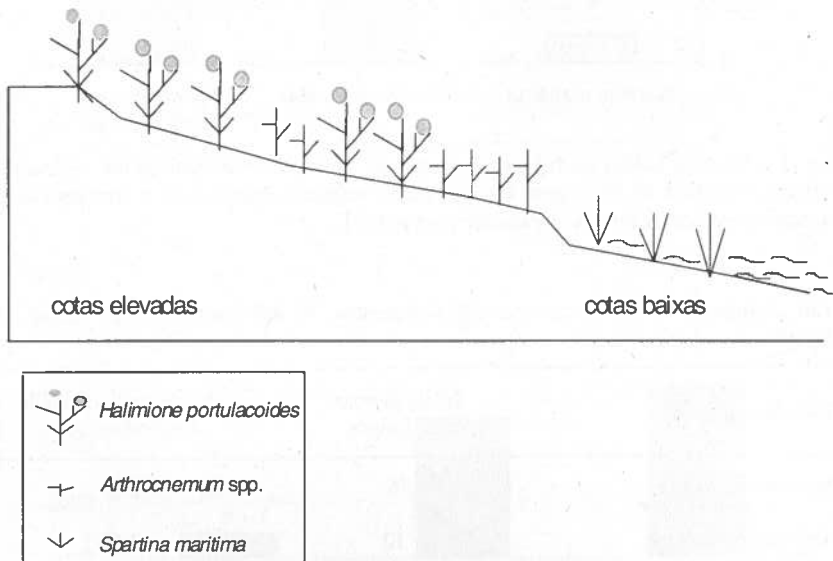 cotas elevadas
cotas baixas
Halimione portulacoides
Arthrocnemum spp.
Spartina maritima